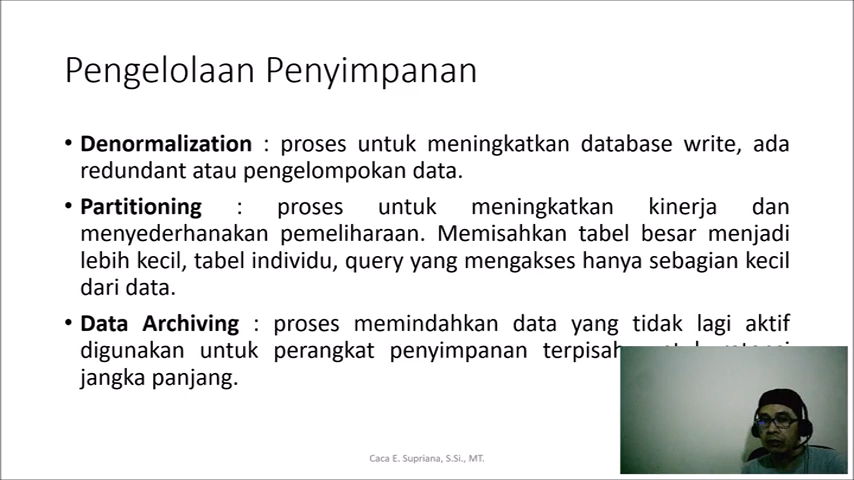 Pengelolaan Penyimpanan
• Denormalization : proses untuk meningkatkan database write, ada
redundant atau pengelompokan data.
• Partitioning : proses untuk meningkatkan kinerja dan
menyederhanakan pemeliharaan. Memisahkan tabel besar menjadi
lebih kecil, tabel individu, query yang mengakses hanya sebagian kecil
dari data.
• Data Archiving : proses memindahkan data yang tidak lagi aktif
digunakan untuk perangkat penyimpanan terpisah
jangka panjang.
Caca E. Supriana, S.Si., MT.